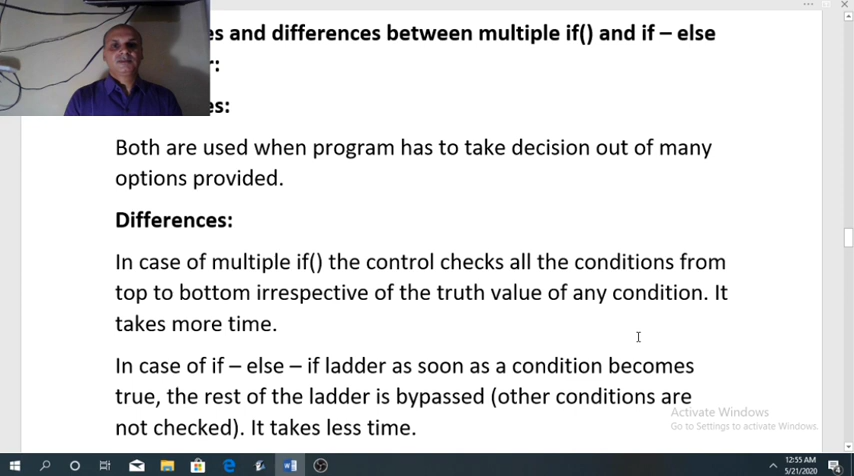 es and differences between multiple if() and if – else
r:
es:
Both are used when program has to take decision out of many
options provided.
Differences:
In case of multiple if() the control checks all the conditions from
top to bottom irrespective of the truth value of any condition. It
takes more time.
In case of if – else – if ladder as soon as a condition becomes
true, the rest of the ladder is bypassed (other conditions are
not checked). It takes less time.
Activate Windows
Go to Settings to activate Windows.
12:55 AM
5/21/2020